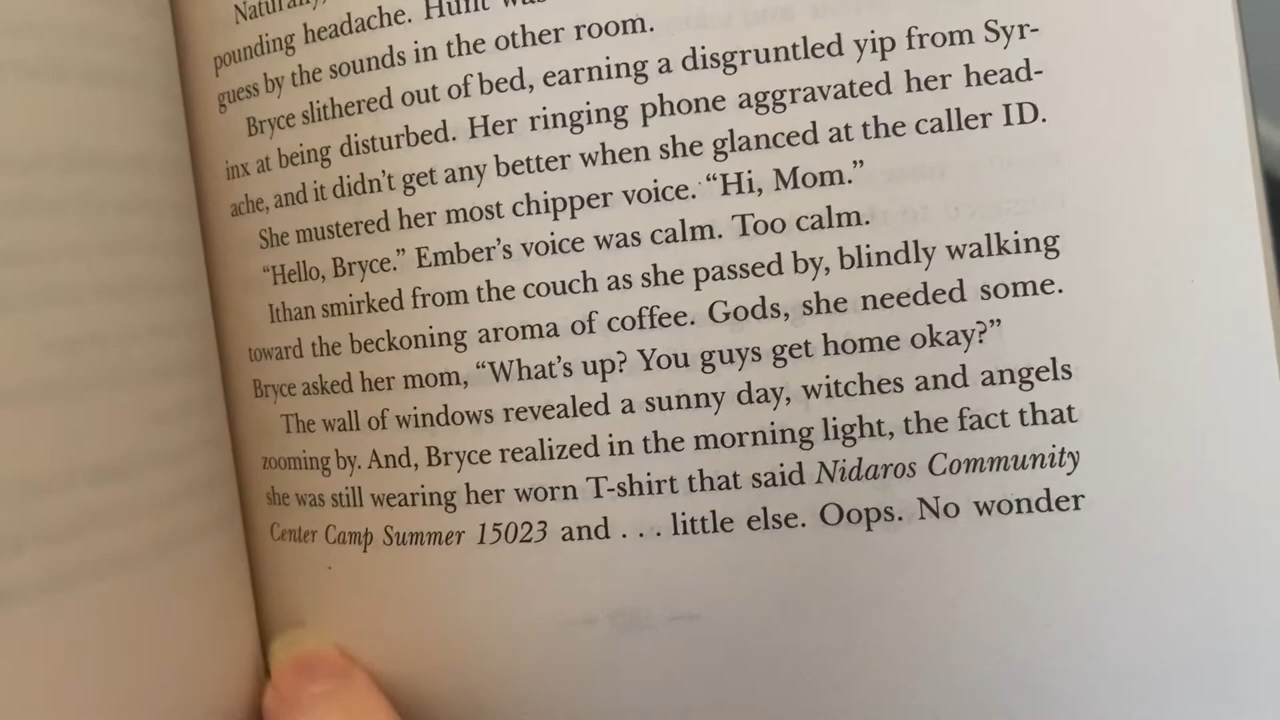 Naturally,
pounding headache. Hunt was
guess by the sounds in the other room.
Bryce slithered out of bed, earning a disgruntled yip from Syr-
inx at being disturbed. Her ringing phone aggravated her head-
ache, and it didn’t get any better when she glanced at the caller ID.
She mustered her most chipper voice. “Hi, Mom.”
“Hello, Bryce.” Ember’s voice was calm. Too calm.
Ithan smirked from the couch as she passed by, blindly walking
toward the beckoning aroma of coffee. Gods, she needed some.
Bryce asked her mom, “What’s up? You guys get home okay?”
The wall of windows revealed a sunny day, witches and angels
zooming by. And, Bryce realized in the morning light, the fact that
she was still wearing her worn T-shirt that said Nidaros Community
Center Camp Summer 15023 and . . . little else. Oops. No wonder